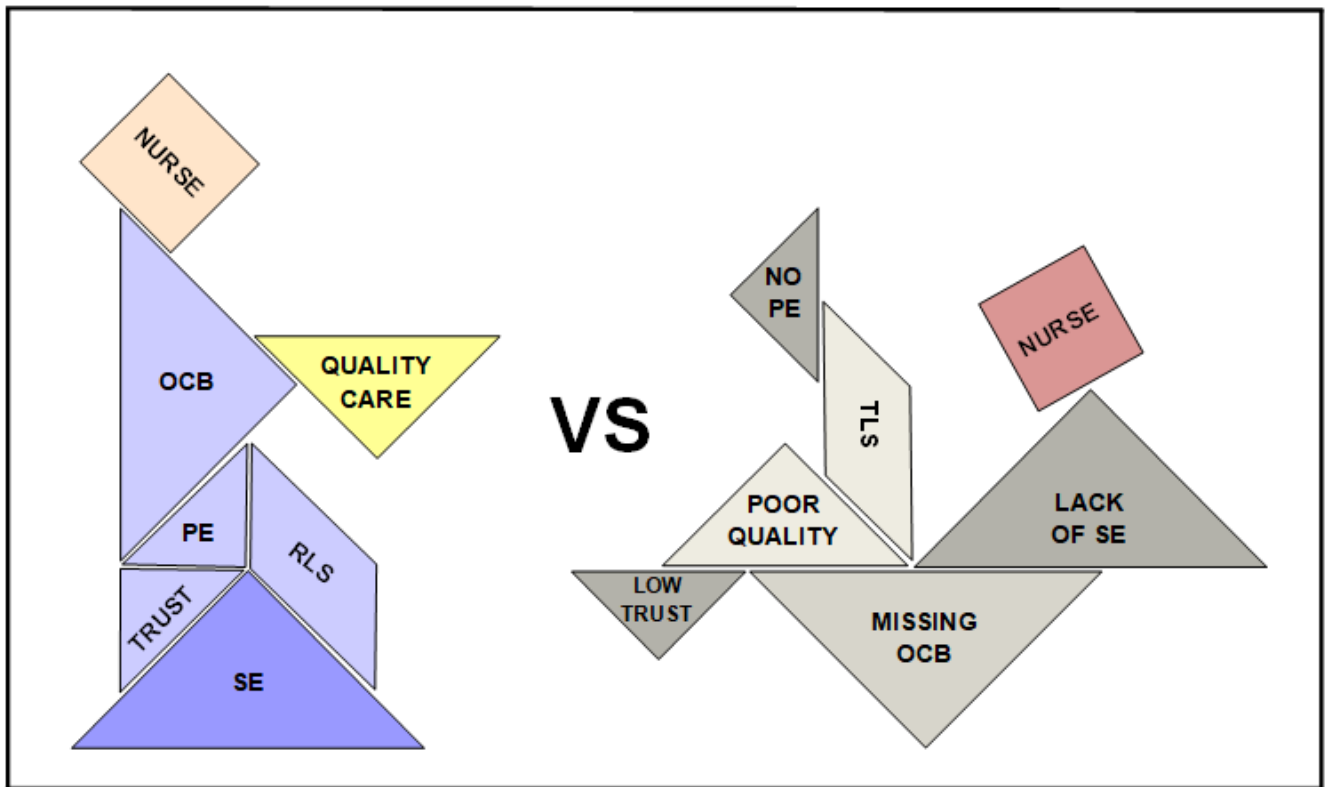 NURSE
OCB
QUALITY
CARE
PE
RLS
TRUST
SE
VS
NO
PE
TLS
NURSE
POOR
QUALITY
LACK
OF SE
LOW
TRUST
MISSING
OCB